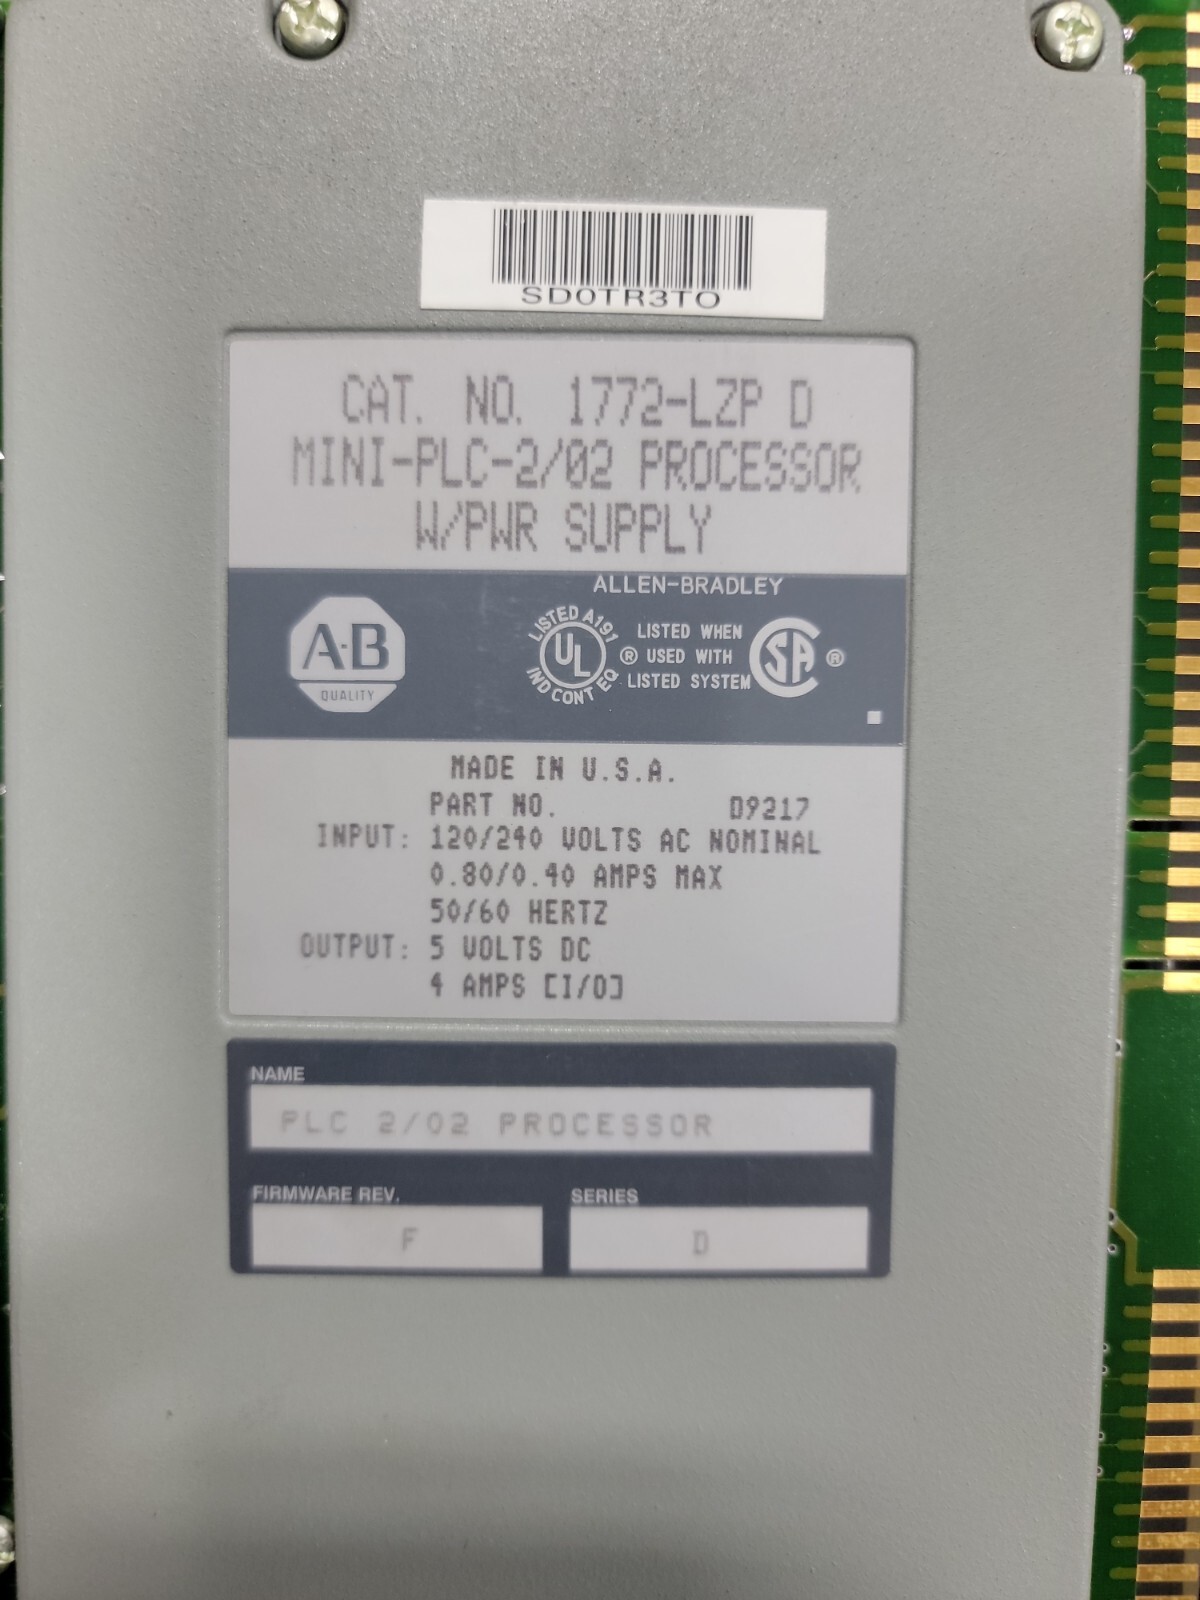 SD0TR3TO
CAT. NO. 1772-LZP D
MINI-PLC-2/02 PROCESSOR
W/PWR SUPPLY
ALLEN-BRADLEY
A·B
QUALITY
LISTED A191
UL
IND CONT EQ
®
LISTED WHEN
USED WITH
LISTED SYSTEM
SA ®
MADE IN U.S.A.
PART NO. D9217
INPUT: 120/240 VOLTS AC NOMINAL
0.80/0.40 AMPS MAX
50/60 HERTZ
OUTPUT: 5 VOLTS DC
4 AMPS [I/O]
NAME
PLC 2/02 PROCESSOR
FIRMWARE REV. SERIES
F D